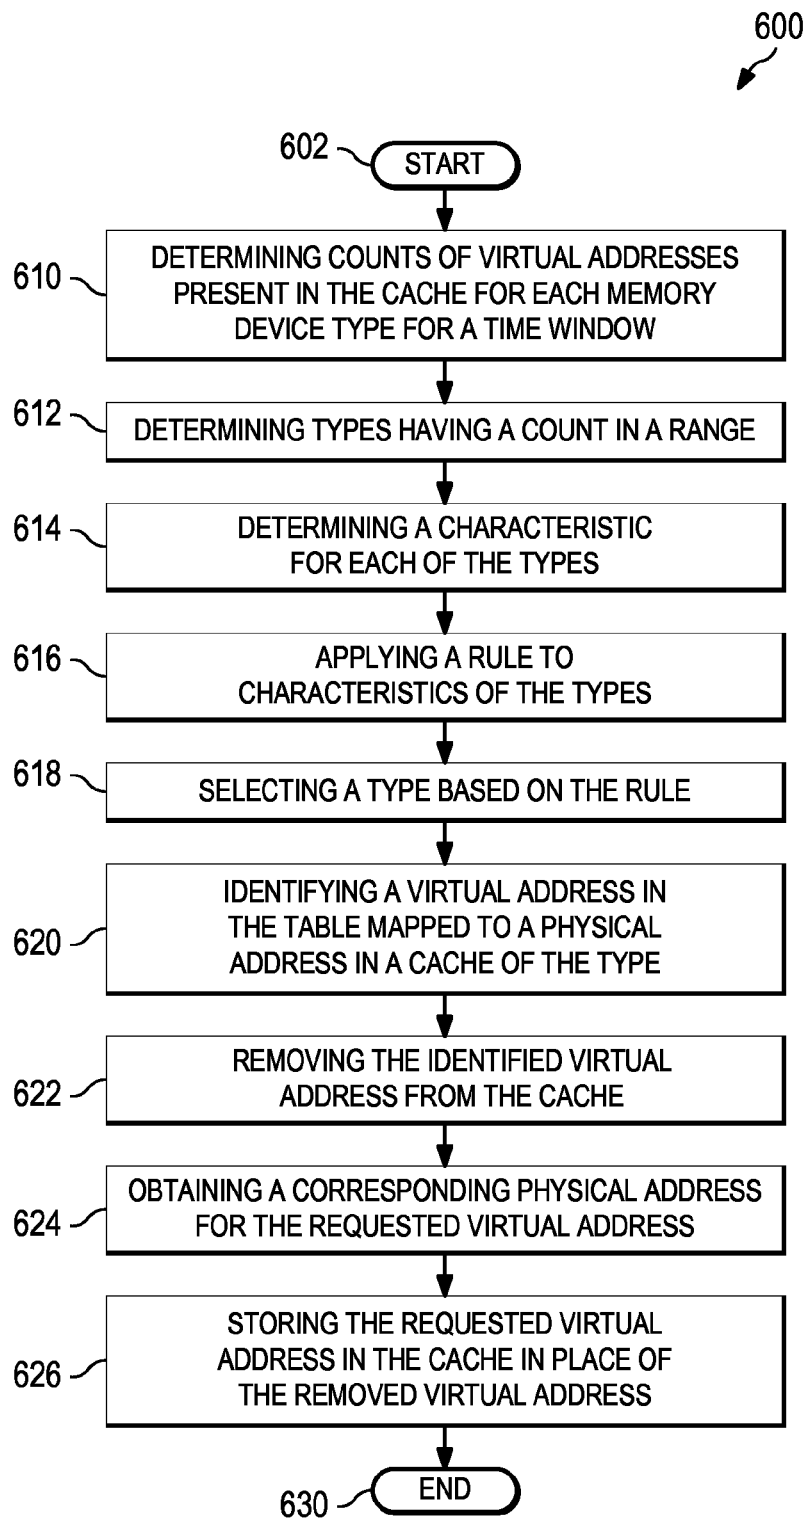 600
602
START
610
DETERMINING COUNTS OF VIRTUAL ADDRESSES
PRESENT IN THE CACHE FOR EACH MEMORY
DEVICE TYPE FOR A TIME WINDOW
612
DETERMINING TYPES HAVING A COUNT IN A RANGE
614
DETERMINING A CHARACTERISTIC
FOR EACH OF THE TYPES
616
APPLYING A RULE TO
CHARACTERISTICS OF THE TYPES
618
SELECTING A TYPE BASED ON THE RULE
620
IDENTIFYING A VIRTUAL ADDRESS IN
THE TABLE MAPPED TO A PHYSICAL
ADDRESS IN A CACHE OF THE TYPE
622
REMOVING THE IDENTIFIED VIRTUAL
ADDRESS FROM THE CACHE
624
OBTAINING A CORRESPONDING PHYSICAL ADDRESS
FOR THE REQUESTED VIRTUAL ADDRESS
626
STORING THE REQUESTED VIRTUAL
ADDRESS IN THE CACHE IN PLACE OF
THE REMOVED VIRTUAL ADDRESS
630
END